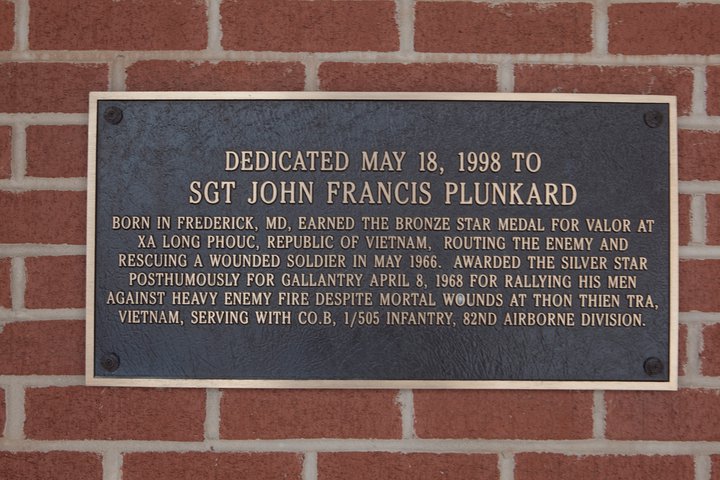 DEDICATED MAY 18, 1998 TO
SGT JOHN FRANCIS PLUNKARD
BORN IN FREDERICK, MD, EARNED THE BRONZE STAR MEDAL FOR VALOR AT
XA LONG PHOUC, REPUBLIC OF VIETNAM, ROUTING THE ENEMY AND
RESCUING A WOUNDED SOLDIER IN MAY 1966. AWARDED THE SILVER STAR
POSTHUMOUSLY FOR GALLANTRY APRIL 8, 1968 FOR RALLYING HIS MEN
AGAINST HEAVY ENEMY FIRE DESPITE MORTAL WOUNDS AT THON THIEN TRA,
VIETNAM, SERVING WITH CO.B, 1/505 INFANTRY, 82ND AIRBORNE DIVISION.